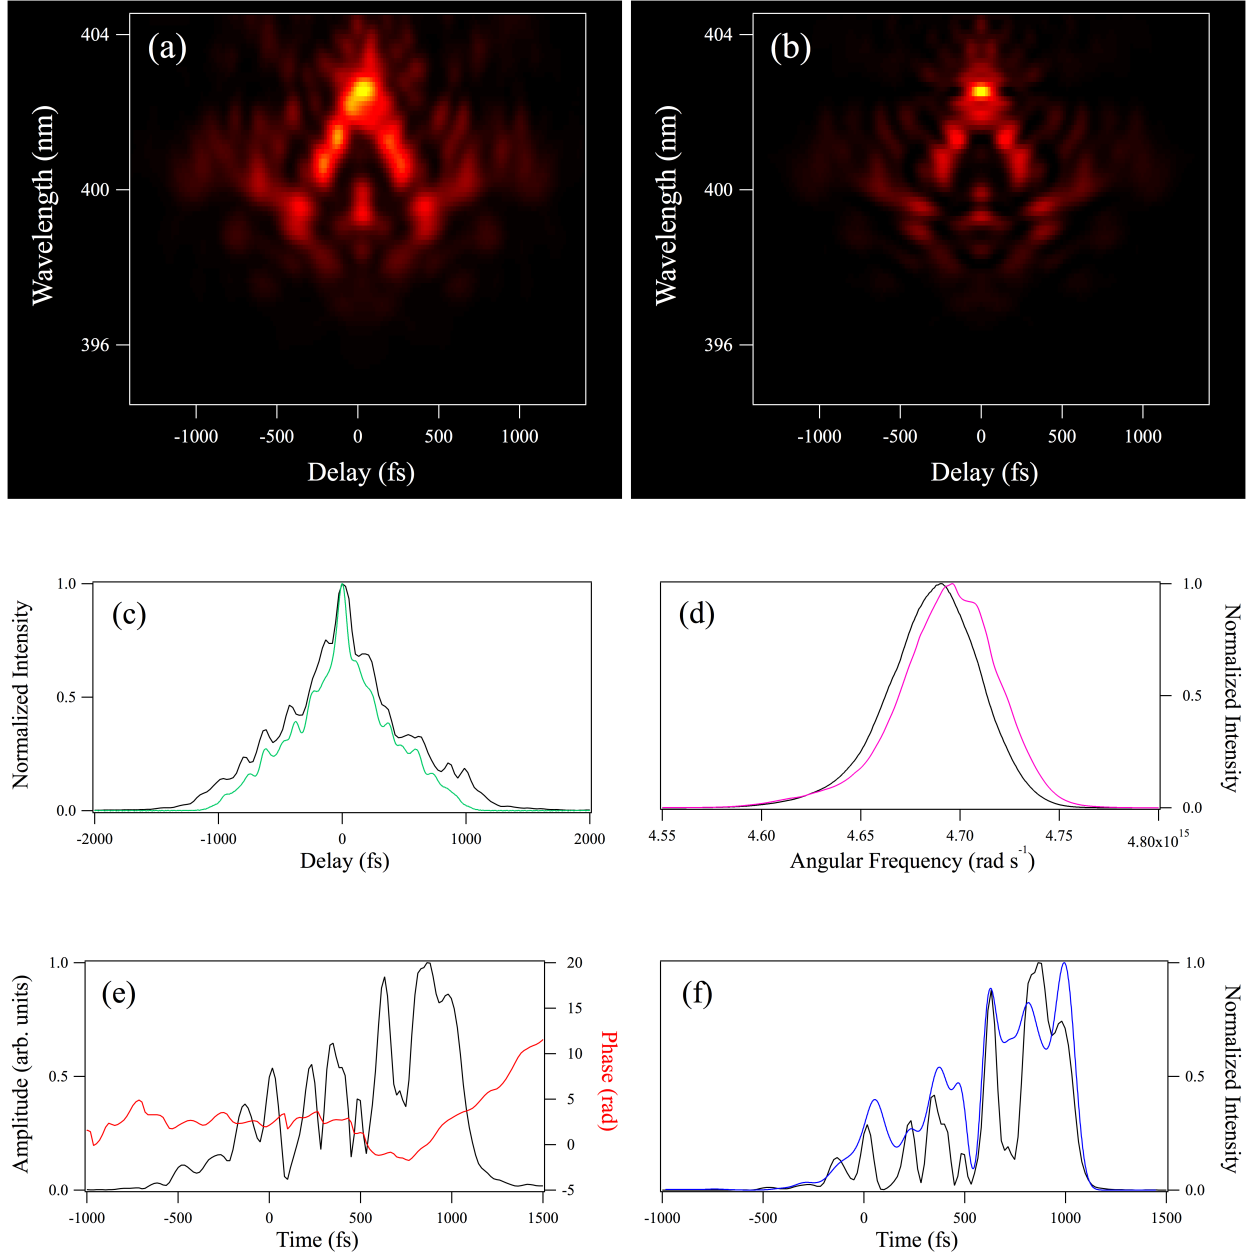 (a)
404
400
396
Wavelength (nm)
-1000 -500 0 500 1000
Delay (fs)
(b)
404
400
396
Wavelength (nm)
-1000 -500 0 500 1000
Delay (fs)
(c)
1.0
0.5
0.0
Normalized Intensity
-2000 -1000 0 1000 2000
Delay (fs)
(d)
1.0
0.5
0.0
Normalized Intensity
4.55 4.60 4.65 4.70 4.75 4.80x10¹⁵
Angular Frequency (rad s⁻¹)
(e)
1.0
0.5
0.0
Amplitude (arb. units)
20
15
10
5
0
-5
Phase (rad)
-1000 -500 0 500 1000 1500
Time (fs)
(f)
1.0
0.5
0.0
Normalized Intensity
-1000 -500 0 500 1000 1500
Time (fs)